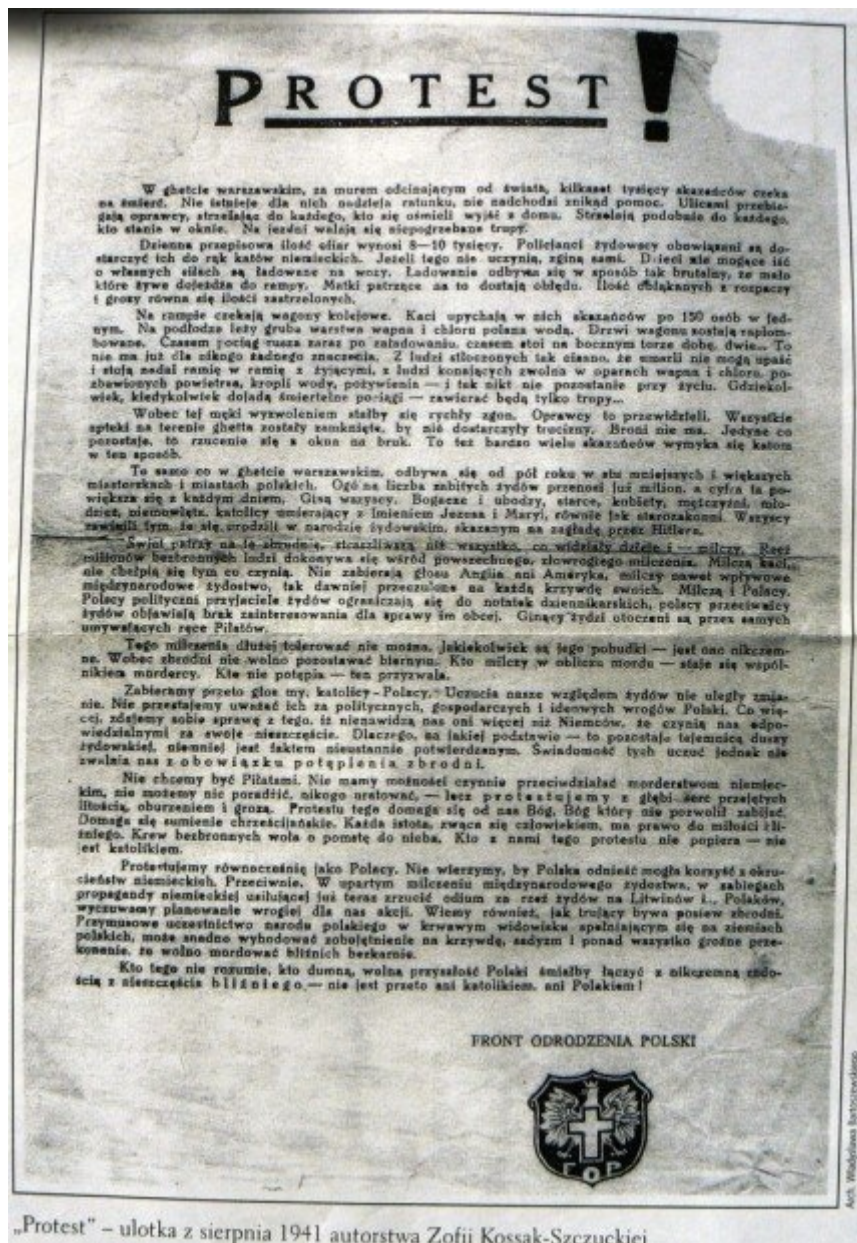 PROTEST!
W ghetcie warszawskim, za murem odcinającym od świata, kilkaset tysięcy skazańców czeka
na śmierć. Nie istnieje dla nich nadzieja ratunku, nie nadchodzi znikąd pomoc. Ulicami przebie-
gają oprawcy, strzelając do każdego, kto się ośmieli wyjść z domu. Strzelają podobnie do każdego,
kto stanie w oknie. Na jezdni walają się niepogrzebane trupy.
Dzienna przepisowa ilość ofiar wynosi 8—10 tysięcy. Policjanci żydowscy obowiązani są do-
starczyć ich do rąk katów niemieckich. Jeżeli tego nie uczynią, zginą sami. Dzieci nie mogące iść
o własnych siłach są ładowane na wozy. Ładowanie odbywa się w sposób tak brutalny, że mało
które żywe dojeżdża do rampy. Matki patrzące na to dostają obłędu. Ilość obłąkanych z rozpaczy
i grozy równa się ilości zastrzelonych.
Na rampie czekają wagony kolejowe. Kaci upychają w nich skazańców po 150 osób w jed-
nym. Na podłodze leży gruba warstwa wapna i chloru polana wodą. Drzwi wagonu zostają zaplom-
bowane. Czasem pociąg rusza zaraz po załadowaniu, czasem stoi na bocznym torze dobę, dwie... To
nie ma już dla nikogo żadnego znaczenia. Z ludzi stłoczonych tak ciasno, że umarli nie mogą upaść
i stoją nadal ramię w ramię z żyjącymi, z ludzi konających zwolna w oparach wapna i chloru, po-
zbawionych powietrza, kropli wody, pożywienia — i tak nikt nie pozostanie przy życiu. Gdziekol-
wiek, kiedykolwiek dojadą śmiertelne pociągi — zawierać będą tylko trupy...
Wobec tej męki wyzwoleniem stałby się rychły zgon. Oprawcy to przewidzieli. Wszystkie
apteki na terenie ghetta zostały zamknięte, by nie dostarczyły trucizny. Broni nie ma. Jedyne co
pozostaje, to rzucenie się z okna na bruk. To też bardzo wielu skazańców wymyka się katom
w ten sposób.
To samo co w ghetcie warszawskim, odbywa się od pół roku w stu mniejszych i większych
miasteczkach i miastach polskich. Ogólna liczba zabitych żydów przenosi już milion, a cyfra ta po-
większa się z każdym dniem. Giną wszyscy. Bogacze i ubodzy, starce, kobiety, mężczyźni, mło-
dzież, niemowlęta, katolicy umierający z Imieniem Jezusa i Maryi, równie jak starozakonni. Wszyscy
zawinili tym, że się urodzili w narodzie żydowskim, skazanym na zagładę przez Hitlera.
Świat patrzy na tę zbrodnię, straszliwszą niż wszystko, co widziały dzieje i — milczy. Rzeź
milionów bezbronnych ludzi dokonywa się wśród powszechnego, złowrogiego milczenia. Milczą kaci,
nie chełpią się tym co czynią. Nie zabierają głosu Anglia ani Ameryka, milczy nawet wpływowe
międzynarodowe żydostwo, tak dawniej przeczulone na każdą krzywdę swoich. Milczą i Polacy.
Polscy polityczni przyjaciele żydów ograniczają się do notatek dziennikarskich, polscy przeciwnicy
żydów objawiają brak zainteresowania dla sprawy im obcej. Ginący żydzi otoczeni są przez samych
umywających ręce Piłatów.
Tego milczenia dłużej tolerować nie można. Jakiekolwiek są jego pobudki — jest ono nikczem-
ne. Wobec zbrodni nie wolno pozostawać biernym. Kto milczy w obliczu mordu — staje się wspól-
nikiem mordercy. Kto nie potępia — ten przyzwala.
Zabieramy przeto głos my, katolicy-Polacy. Uczucia nasze względem żydów nie uległy zmia-
nie. Nie przestajemy uważać ich za politycznych, gospodarczych i ideowych wrogów Polski. Co wię-
cej, zdajemy sobie sprawę z tego, iż nienawidzą nas oni więcej niż Niemców, że czynią nas odpo-
wiedzialnymi za swoje nieszczęście. Dlaczego, na jakiej podstawie — to pozostaje tajemnicą duszy
żydowskiej, niemniej jest faktem nieustannie potwierdzanym. Świadomość tych uczuć jednak nie
zwalnia nas z obowiązku potępienia zbrodni.
Nie chcemy być Piłatami. Nie mamy możności czynnie przeciwdziałać morderstwom niemiec-
kim, nie możemy nic poradzić, nikogo uratować, — lecz protestujemy z głębi serc przejętych
litością, oburzeniem i grozą. Protestu tego domaga się od nas Bóg, Bóg który nie pozwolił zabijać.
Domaga się sumienie chrześcijańskie. Każda istota, zwąca się człowiekiem, ma prawo do miłości bli-
źniego. Krew bezbronnych woła o pomstę do nieba. Kto z nami tego protestu nie popiera — nie
jest katolikiem.
Protestujemy równocześnie jako Polacy. Nie wierzymy, by Polska odnieść mogła korzyść z okru-
cieństw niemieckich. Przeciwnie. W upartym milczeniu międzynarodowego żydostwa, w zabiegach
propagandy niemieckiej usiłującej już teraz zrzucić odium za rzeź żydów na Litwinów i... Polaków,
wyczuwamy planowanie wrogiej dla nas akcji. Wiemy również, jak trujący bywa posiew zbrodni.
Przymusowe uczestnictwo narodu polskiego w krwawym widowisku spełniającym się na ziemiach
polskich, może snadno wyhodować zobojętnienie na krzywdę, sadyzm i ponad wszystko groźne prze-
konanie, że wolno mordować bliźnich bezkarnie.
Kto tego nie rozumie, kto dumną, wolną przyszłość Polski śmiałby łączyć z nikczemną rado-
ścią z nieszczęścia bliźniego — nie jest przeto ani katolikiem, ani Polakiem!
FRONT ODRODZENIA POLSKI
FOP
Arch. Władysława Bartoszewskiego
„Protest” – ulotka z sierpnia 1941 autorstwa Zofii Kossak-Szczuckiej